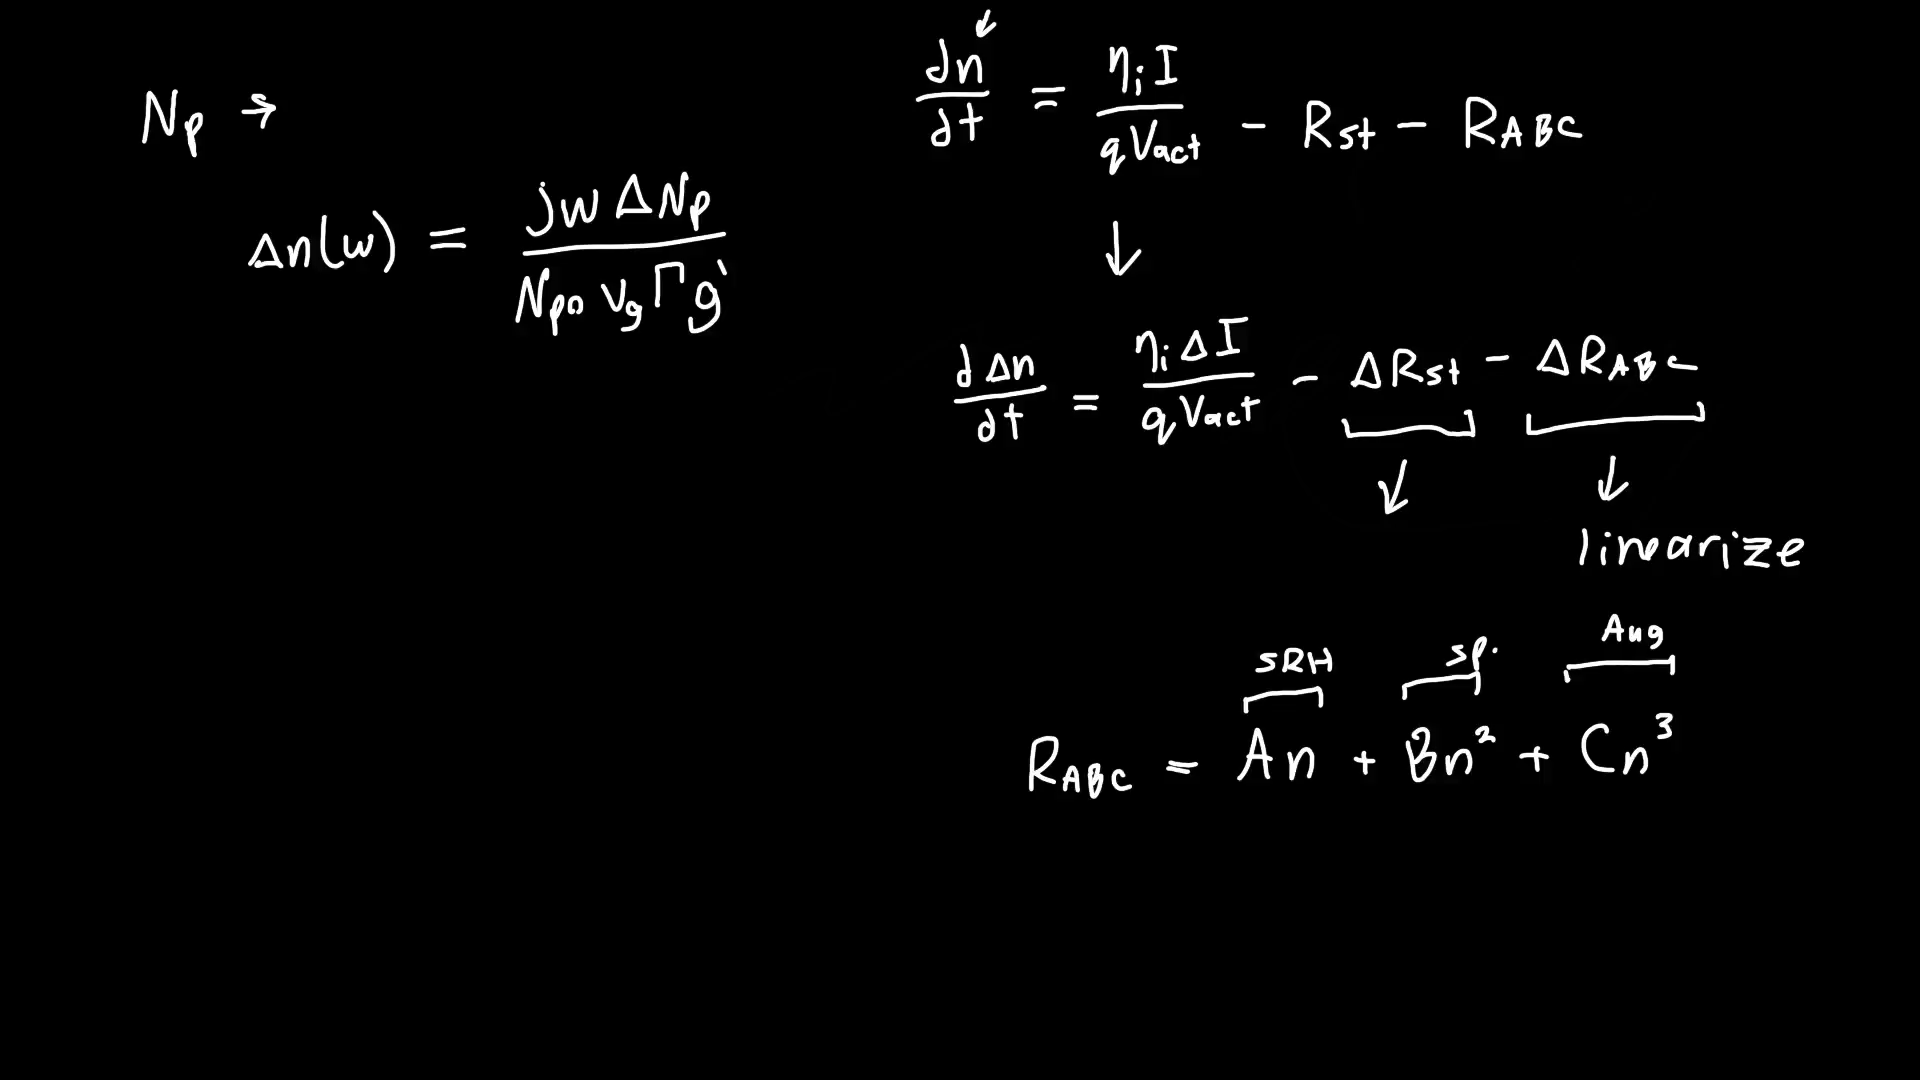 Np →
Δn(w) = jw ΔNp / Npo vg Γ g'
dn/dt = ηi I / qVact - Rst - RABC
↓
dΔn/dt = ηi ΔI / qVact - ΔRst - ΔRABC
↓ ↓
linearize
SRH sp. Aug
RABC = An + Bn² + Cn³